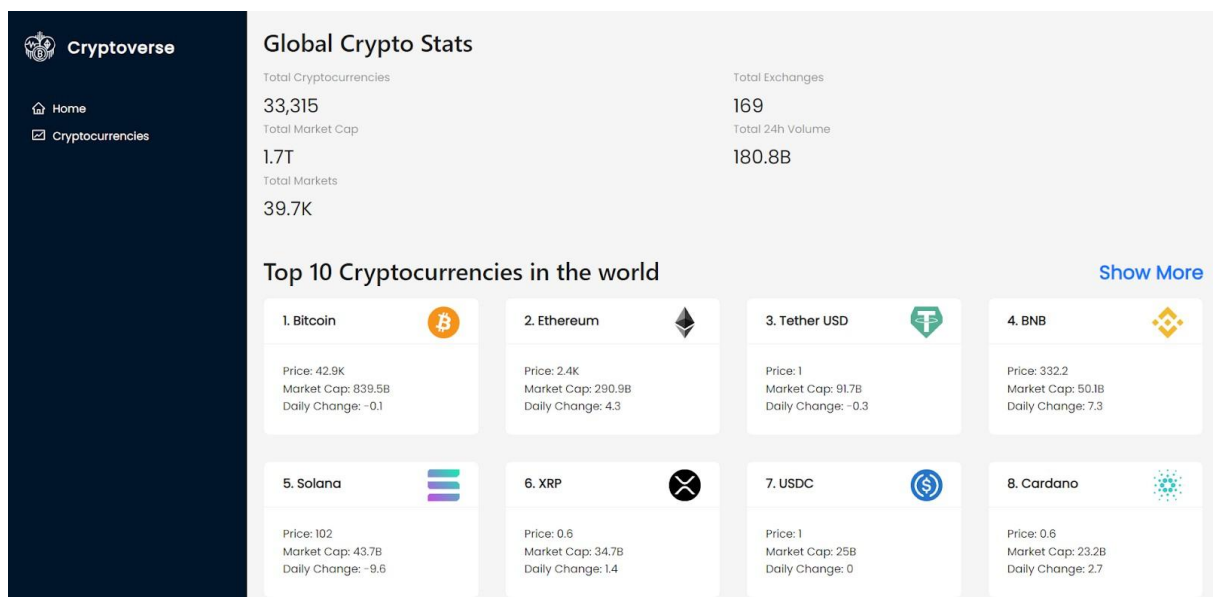 Cryptoverse
Home
Cryptocurrencies
Global Crypto Stats
Total Cryptocurrencies
33,315
Total Exchanges
169
Total Market Cap
1.7T
Total 24h Volume
180.8B
Total Markets
39.7K
Top 10 Cryptocurrencies in the world
Show More
1. Bitcoin
Price: 42.9K
Market Cap: 839.5B
Daily Change: -0.1
2. Ethereum
Price: 2.4K
Market Cap: 290.9B
Daily Change: 4.3
3. Tether USD
Price: 1
Market Cap: 91.7B
Daily Change: -0.3
4. BNB
Price: 332.2
Market Cap: 50.1B
Daily Change: 7.3
5. Solana
Price: 102
Market Cap: 43.7B
Daily Change: -9.6
6. XRP
Price: 0.6
Market Cap: 34.7B
Daily Change: 1.4
7. USDC
Price: 1
Market Cap: 25B
Daily Change: 0
8. Cardano
Price: 0.6
Market Cap: 23.2B
Daily Change: 2.7